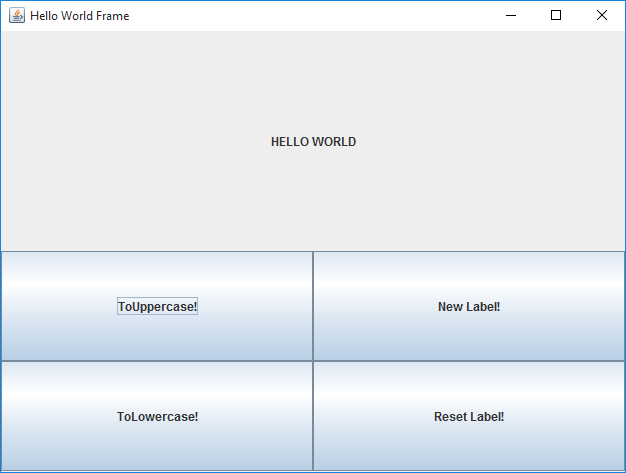 Hello World Frame
HELLO WORLD
ToUppercase!
New Label!
ToLowercase!
Reset Label!